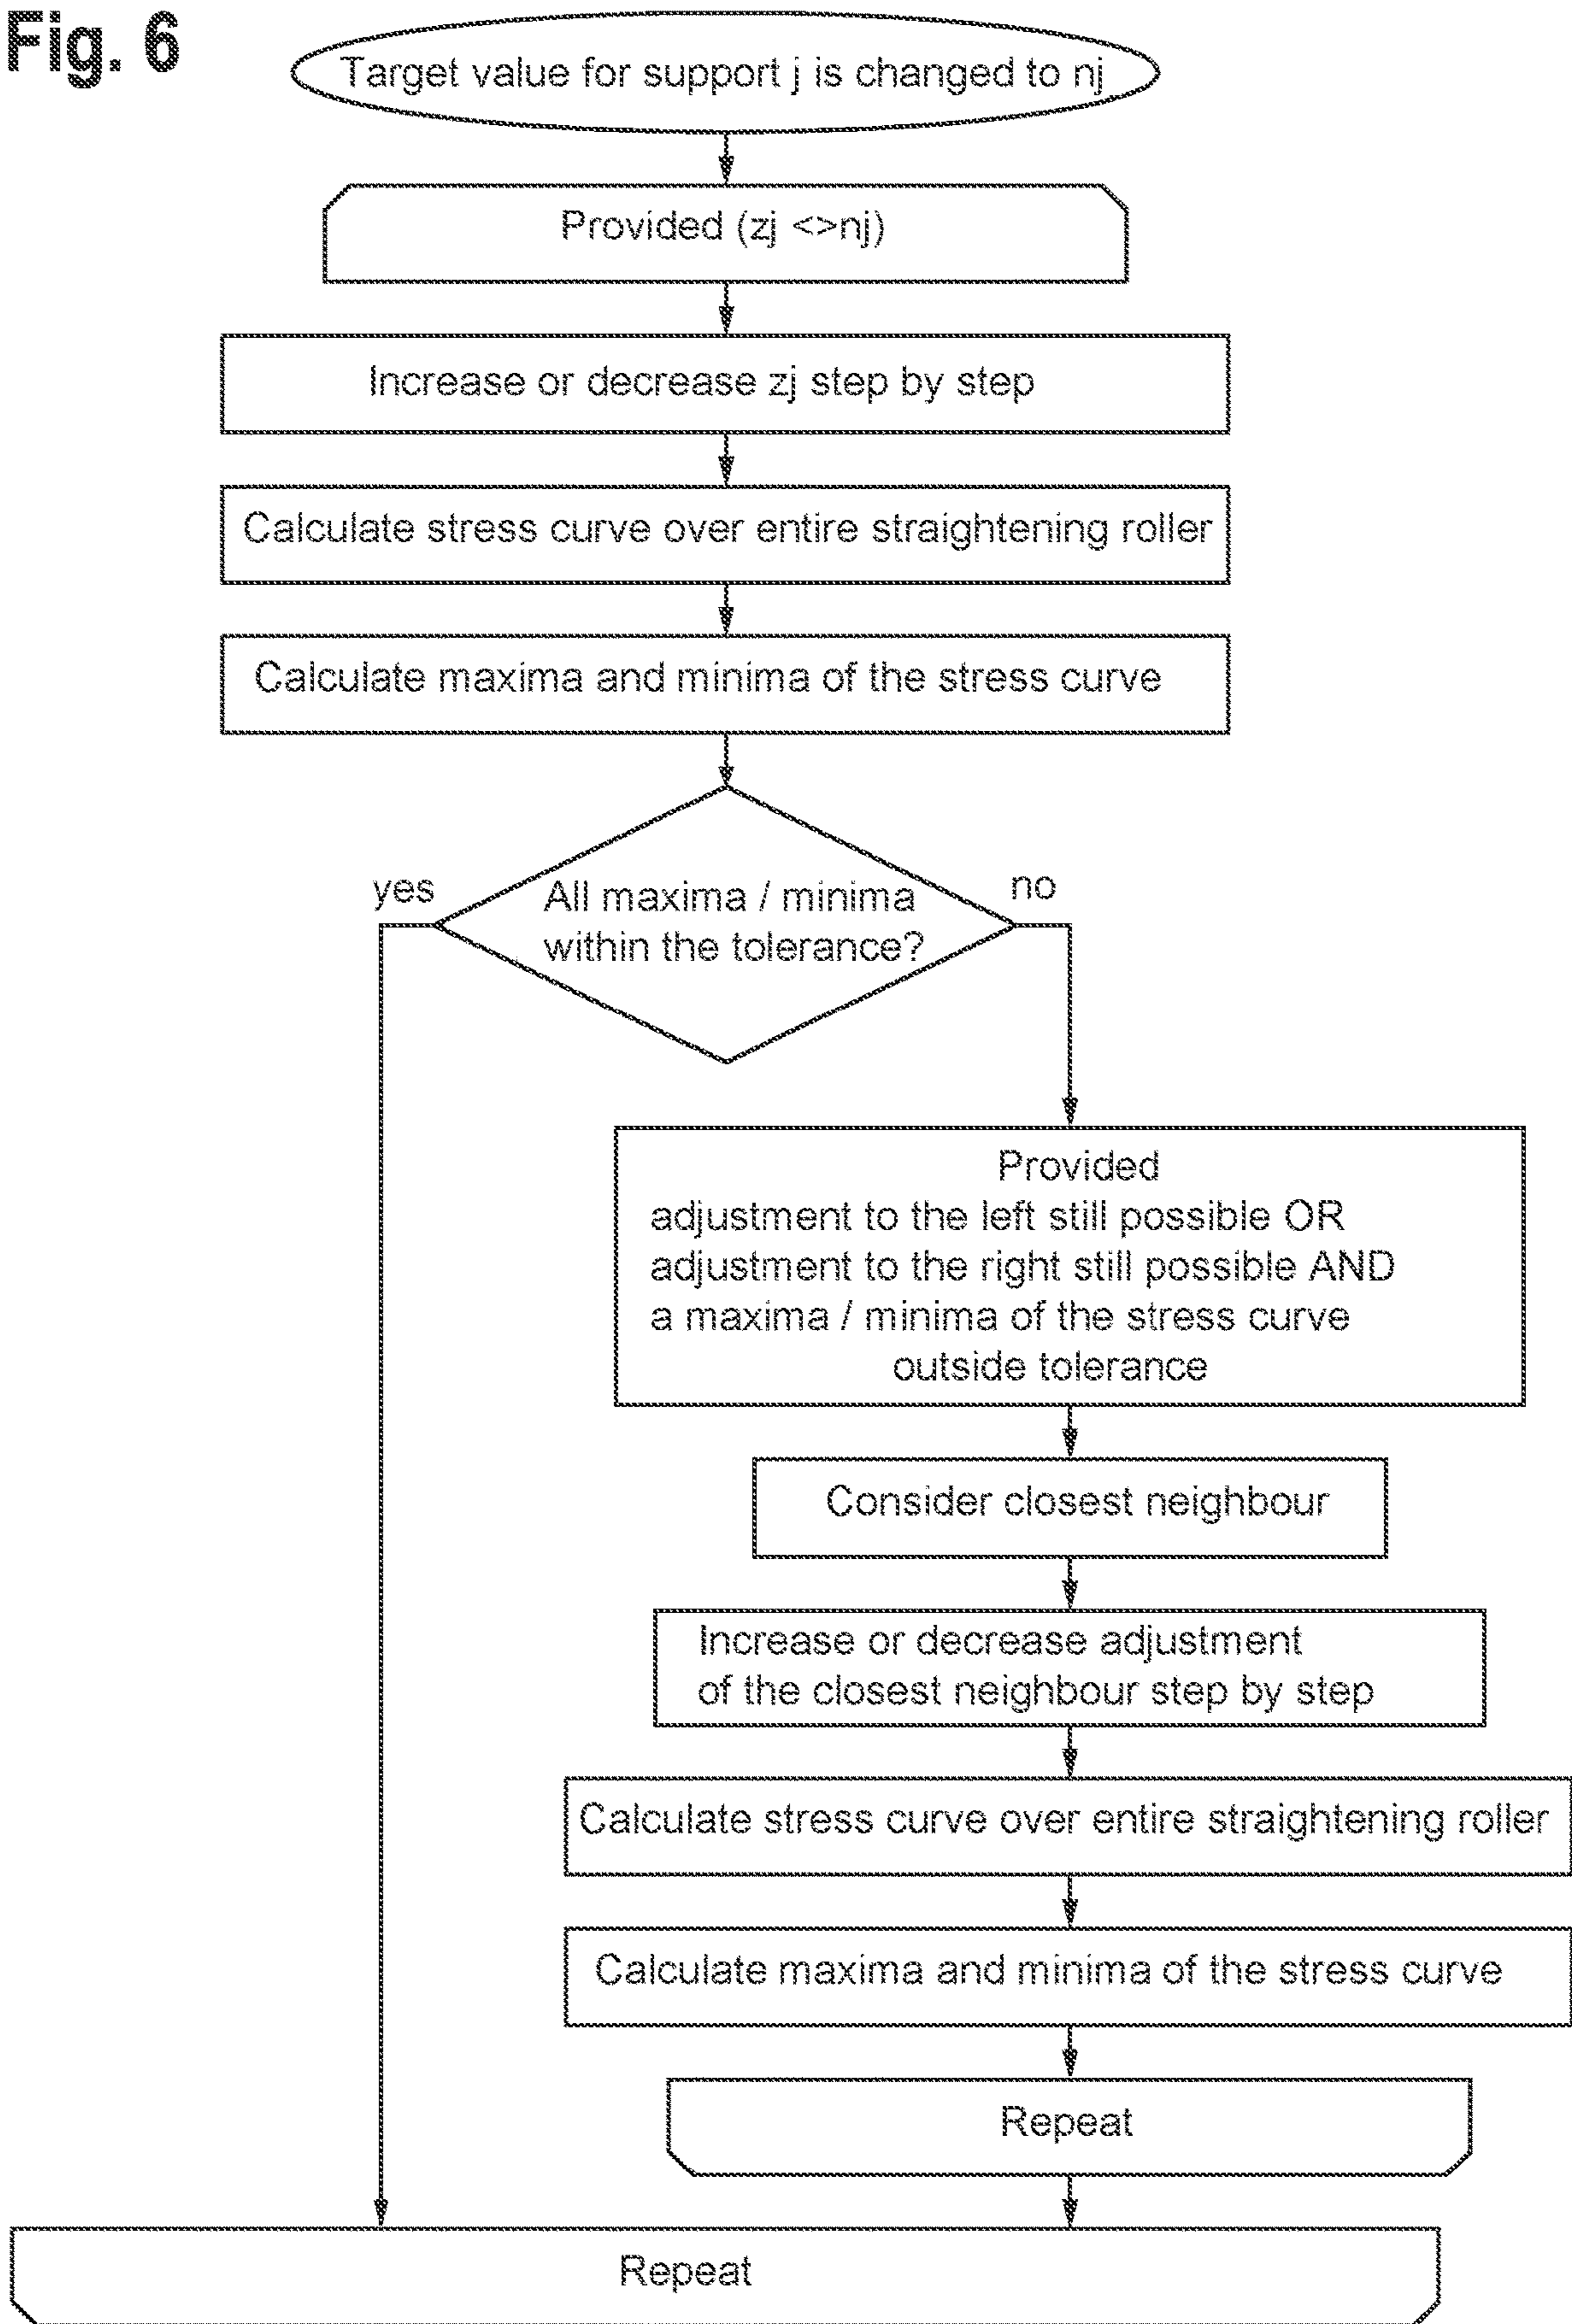 Fig. 6
Target value for support j is changed to nj
Provided (zj <>nj)
Increase or decrease zj step by step
Calculate stress curve over entire straightening roller
Calculate maxima and minima of the stress curve
yes
All maxima / minima
within the tolerance?
no
Provided
adjustment to the left still possible OR
adjustment to the right still possible AND
a maxima / minima of the stress curve
outside tolerance
Consider closest neighbour
Increase or decrease adjustment
of the closest neighbour step by step
Calculate stress curve over entire straightening roller
Calculate maxima and minima of the stress curve
Repeat
Repeat